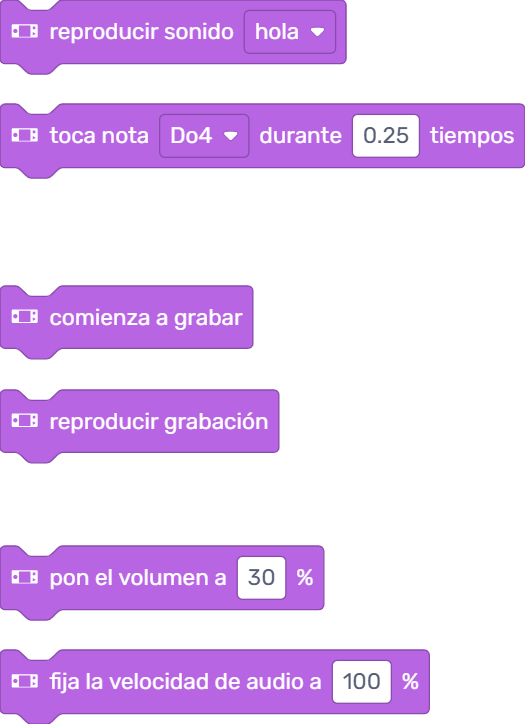 reproducir sonido hola
toca nota Do4 durante 0.25 tiempos
comienza a grabar
reproducir grabación
pon el volumen a 30 %
fija la velocidad de audio a 100 %